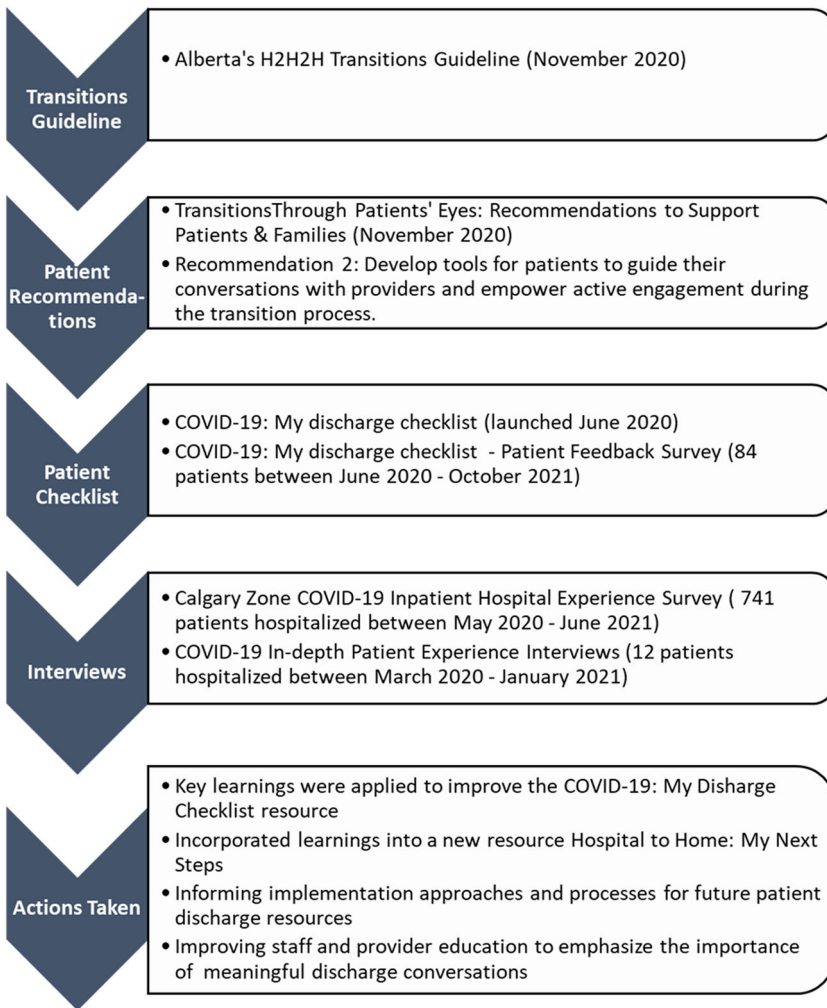 Transitions
Guideline
• Alberta's H2H2H Transitions Guideline (November 2020)
Patient
Recommenda-
tions
• TransitionsThrough Patients' Eyes: Recommendations to Support
Patients & Families (November 2020)
• Recommendation 2: Develop tools for patients to guide their
conversations with providers and empower active engagement during
the transition process.
Patient
Checklist
• COVID-19: My discharge checklist (launched June 2020)
• COVID-19: My discharge checklist - Patient Feedback Survey (84
patients between June 2020 - October 2021)
Interviews
• Calgary Zone COVID-19 Inpatient Hospital Experience Survey ( 741
patients hospitalized between May 2020 - June 2021)
• COVID-19 In-depth Patient Experience Interviews (12 patients
hospitalized between March 2020 - January 2021)
Actions Taken
• Key learnings were applied to improve the COVID-19: My Disharge
Checklist resource
• Incorporated learnings into a new resource Hospital to Home: My Next
Steps
• Informing implementation approaches and processes for future patient
discharge resources
• Improving staff and provider education to emphasize the importance
of meaningful discharge conversations